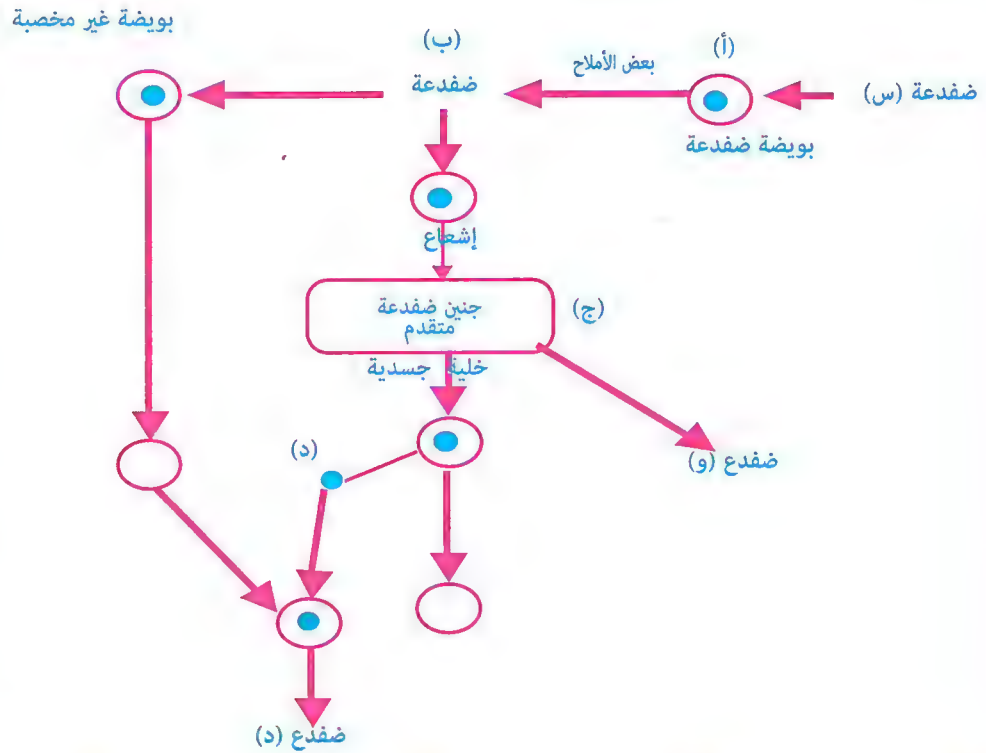 بويضة غير مخصبة
(ب)
ضفدعة
بعض الأملاح
(أ)
بويضة ضفدعة
ضفدعة (س)
إشعاع
جنين ضفدعة
متقدم
(ج)
خلية جسدية
(د)
ضفدع (و)
ضفدع (د)